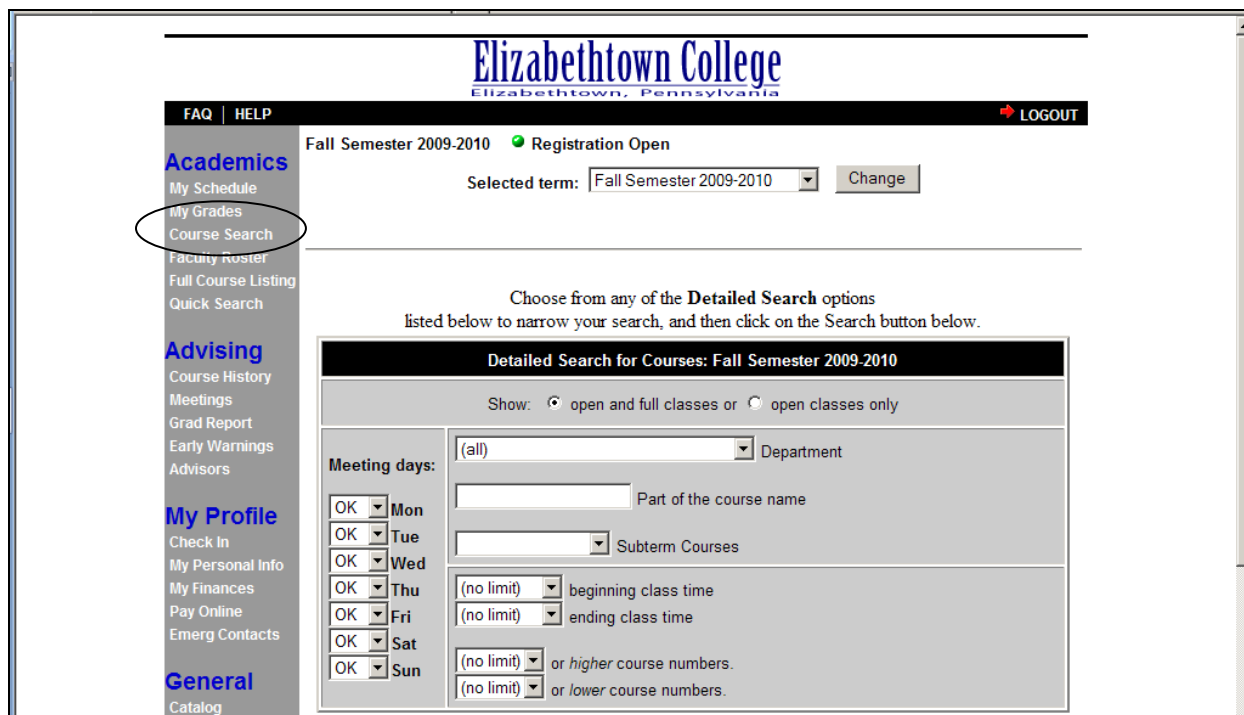 Elizabethtown College
Elizabethtown, Pennsylvania
FAQ | HELP
LOGOUT
Academics
My Schedule
My Grades
Course Search
Faculty Roster
Full Course Listing
Quick Search
Advising
Course History
Meetings
Grad Report
Early Warnings
Advisors
My Profile
Check In
My Personal Info
My Finances
Pay Online
Emerg Contacts
General
Catalog
Fall Semester 2009-2010 Registration Open
Selected term: Fall Semester 2009-2010 Change
Choose from any of the Detailed Search options
listed below to narrow your search, and then click on the Search button below.
Detailed Search for Courses: Fall Semester 2009-2010
Show: open and full classes or open classes only
Meeting days:
OK Mon
OK Tue
OK Wed
OK Thu
OK Fri
OK Sat
OK Sun
(all) Department
Part of the course name
Subterm Courses
(no limit) beginning class time
(no limit) ending class time
(no limit) or higher course numbers.
(no limit) or lower course numbers.